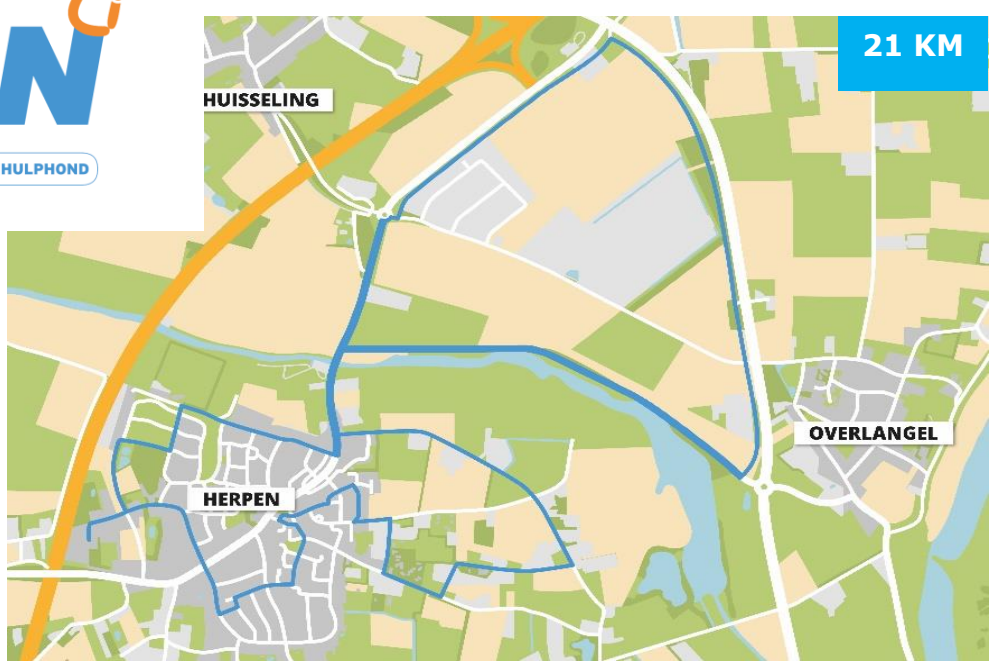 N
HULPHOND
21 KM
HUISSELING
OVERLANGEL
HERPEN